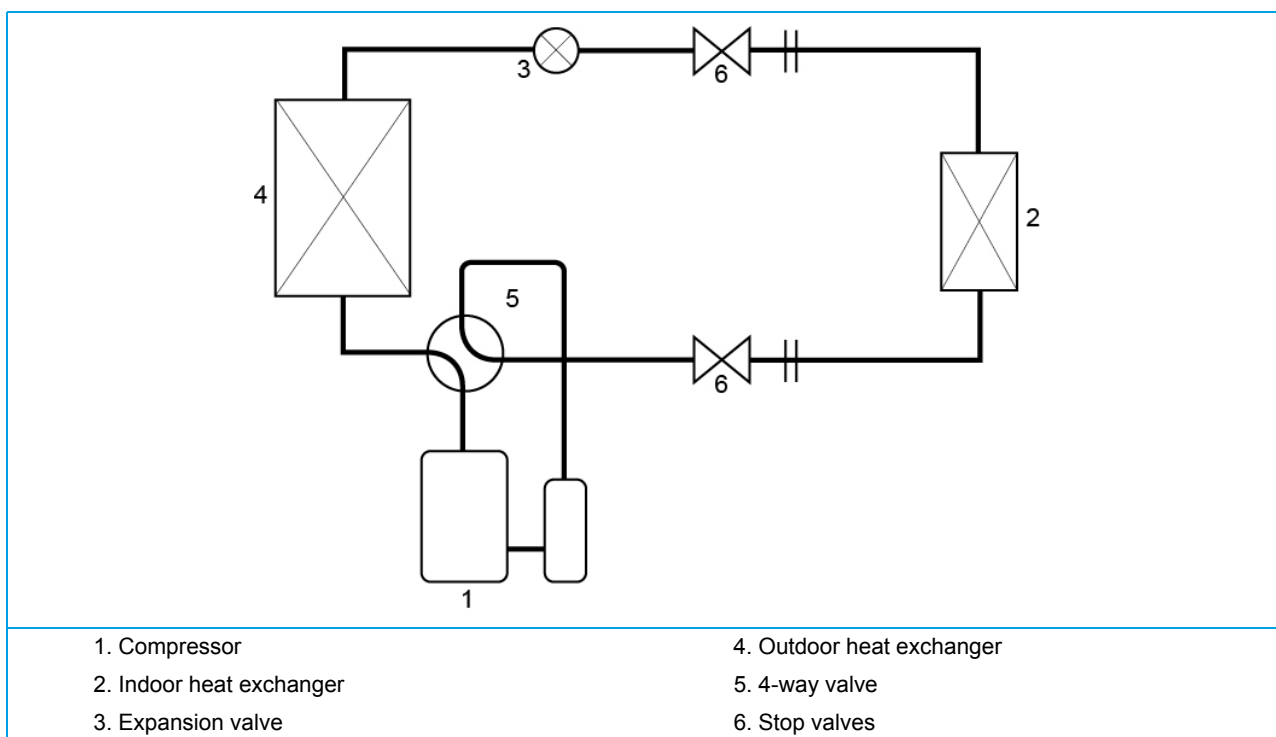 3
6
4
2
5
6
1
1. Compressor
4. Outdoor heat exchanger
2. Indoor heat exchanger
5. 4-way valve
3. Expansion valve
6. Stop valves